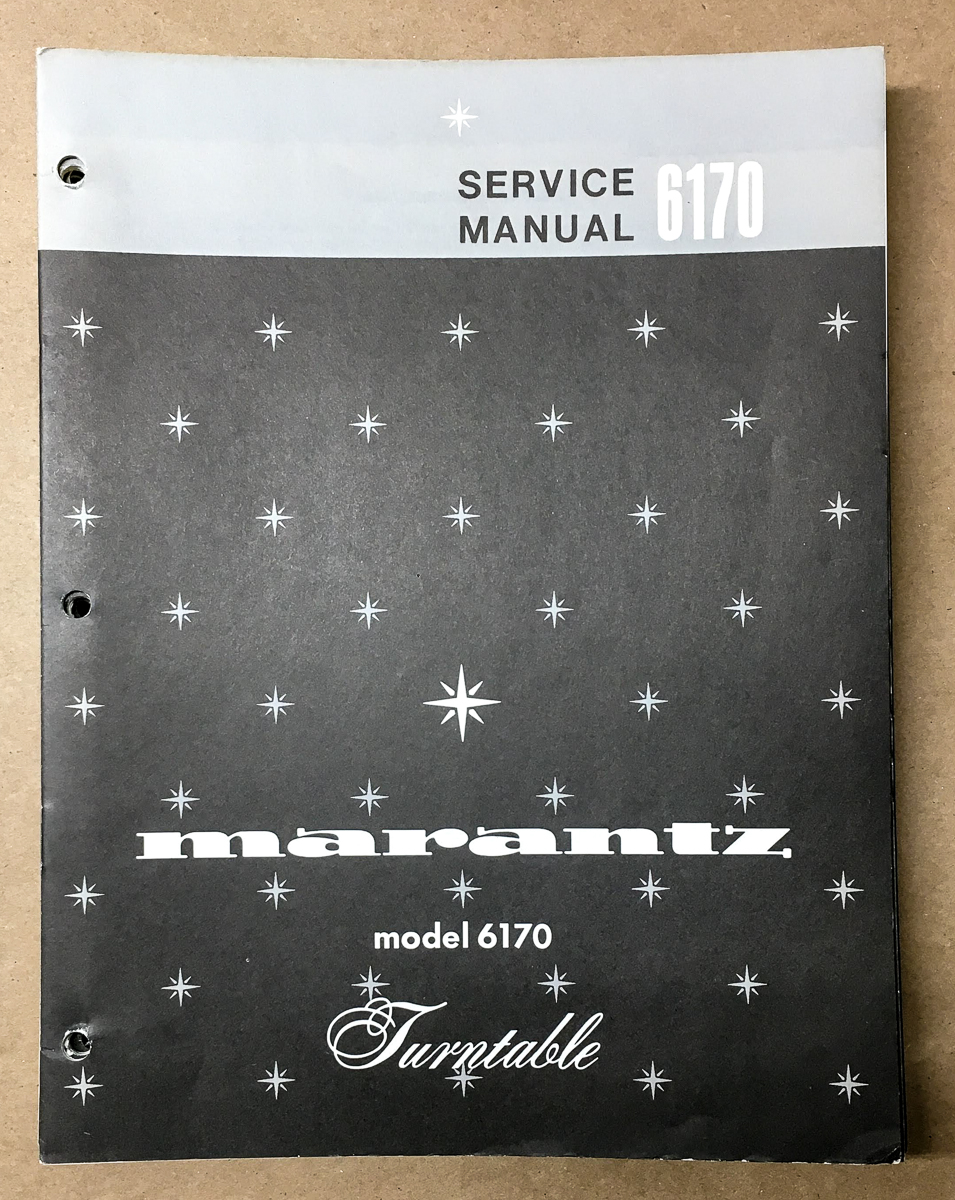 SERVICE 6170
MANUAL
marantz
model 6170
Turntable